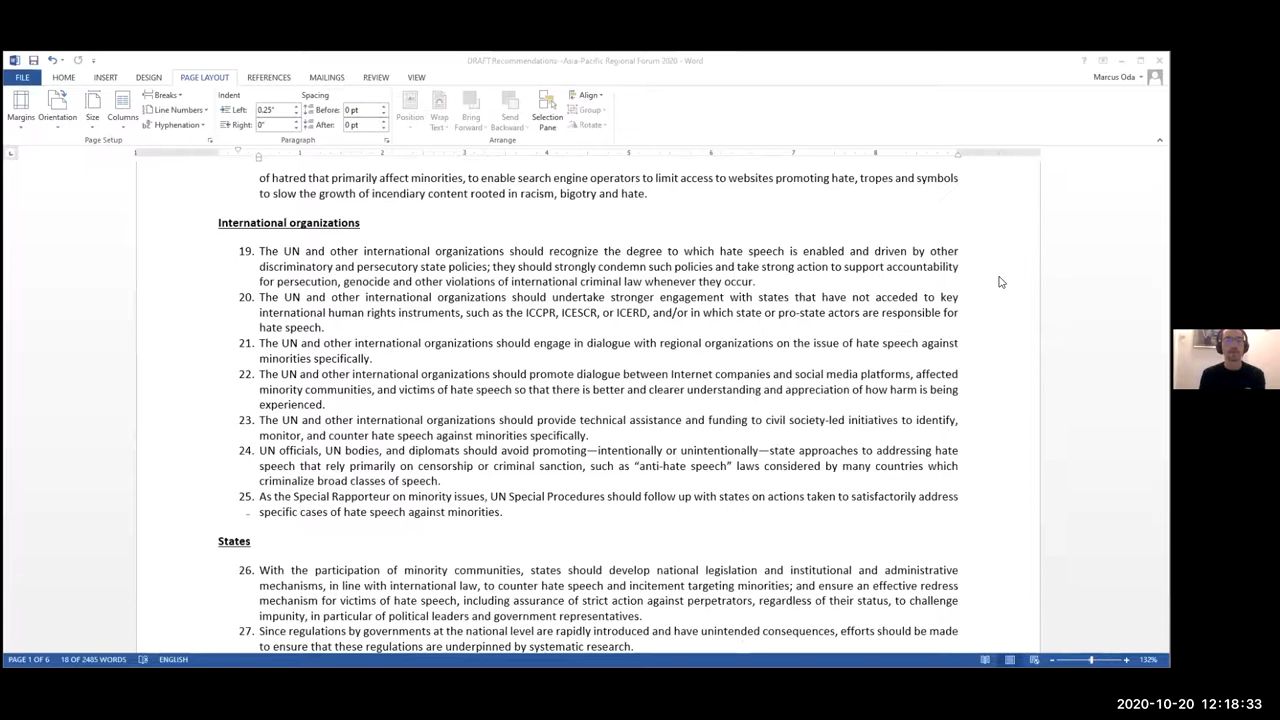 DRAFT Recommendations -Asia-Pacific Regional Forum 2020 - Word
FILE HOME INSERT DESIGN PAGE LAYOUT REFERENCES MAILINGS REVIEW VIEW Marcus Oda
Margins Orientation Size Columns Breaks Line Numbers Hyphenation
Indent Spacing
Left: 0.25" Before: 0 pt
Right: 0" After: 0 pt
Position Wrap Text Bring Forward Send Backward Selection Pane Align Group Rotate
Page Setup Paragraph Arrange
1 1 2 3 4 5 6 7 8
of hatred that primarily affect minorities, to enable search engine operators to limit access to websites promoting hate, tropes and symbols
to slow the growth of incendiary content rooted in racism, bigotry and hate.
International organizations
19. The UN and other international organizations should recognize the degree to which hate speech is enabled and driven by other
discriminatory and persecutory state policies; they should strongly condemn such policies and take strong action to support accountability
for persecution, genocide and other violations of international criminal law whenever they occur.
20. The UN and other international organizations should undertake stronger engagement with states that have not acceded to key
international human rights instruments, such as the ICCPR, ICESCR, or ICERD, and/or in which state or pro-state actors are responsible for
hate speech.
21. The UN and other international organizations should engage in dialogue with regional organizations on the issue of hate speech against
minorities specifically.
22. The UN and other international organizations should promote dialogue between Internet companies and social media platforms, affected
minority communities, and victims of hate speech so that there is better and clearer understanding and appreciation of how harm is being
experienced.
23. The UN and other international organizations should provide technical assistance and funding to civil society-led initiatives to identify,
monitor, and counter hate speech against minorities specifically.
24. UN officials, UN bodies, and diplomats should avoid promoting—intentionally or unintentionally—state approaches to addressing hate
speech that rely primarily on censorship or criminal sanction, such as “anti-hate speech” laws considered by many countries which
criminalize broad classes of speech.
25. As the Special Rapporteur on minority issues, UN Special Procedures should follow up with states on actions taken to satisfactorily address
specific cases of hate speech against minorities.
States
26. With the participation of minority communities, states should develop national legislation and institutional and administrative
mechanisms, in line with international law, to counter hate speech and incitement targeting minorities; and ensure an effective redress
mechanism for victims of hate speech, including assurance of strict action against perpetrators, regardless of their status, to challenge
impunity, in particular of political leaders and government representatives.
27. Since regulations by governments at the national level are rapidly introduced and have unintended consequences, efforts should be made
to ensure that these regulations are underpinned by systematic research.
PAGE 1 OF 6 18 OF 2485 WORDS ENGLISH 132%
2020-10-20 12:18:33